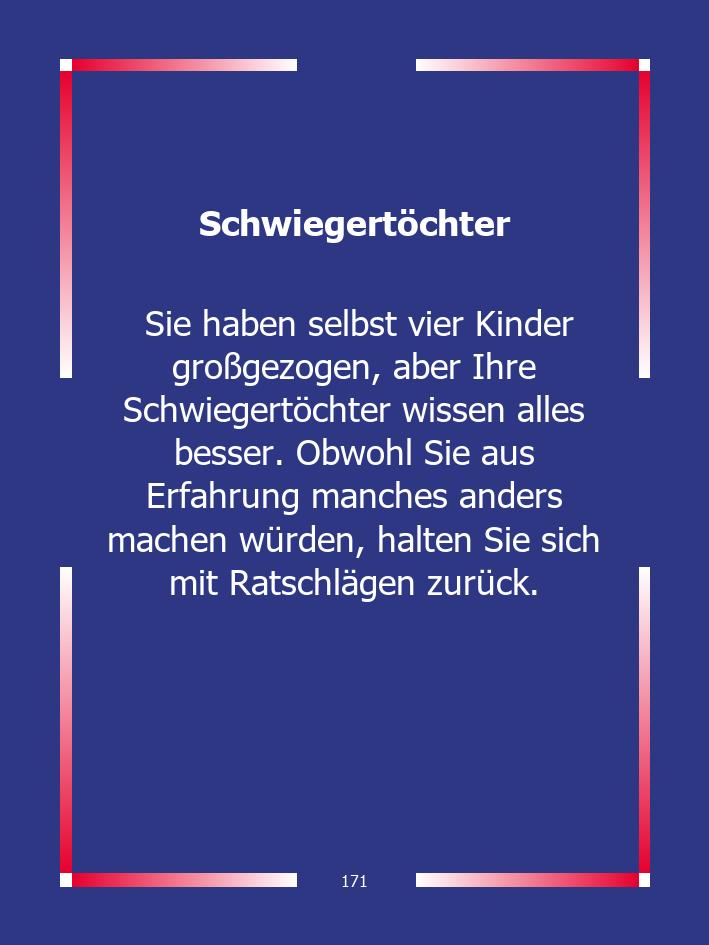 Schwiegertöchter
Sie haben selbst vier Kinder
großgezogen, aber Ihre
Schwiegertöchter wissen alles
besser. Obwohl Sie aus
Erfahrung manches anders
machen würden, halten Sie sich
mit Ratschlägen zurück.
171